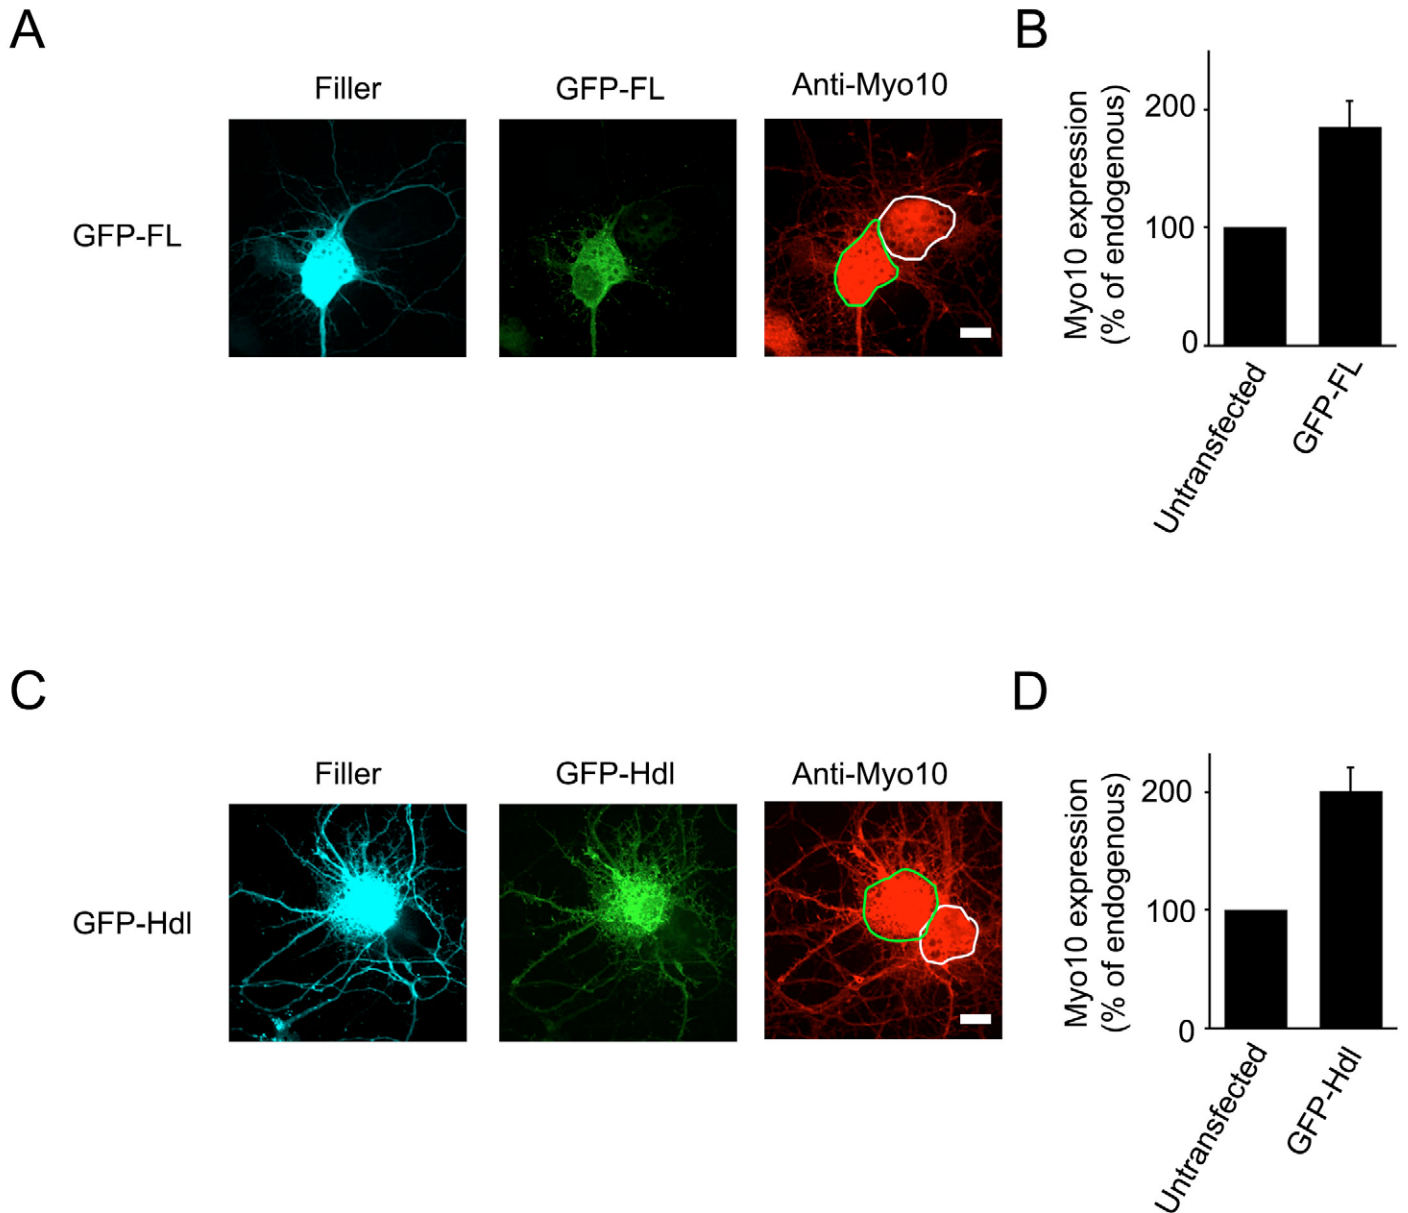 A
Filler
GFP-FL
Anti-Myo10
GFP-FL
B
Myo10 expression
(% of endogenous)
200
100
0
Untransfected
GFP-FL
C
Filler
GFP-Hdl
Anti-Myo10
GFP-Hdl
D
Myo10 expression
(% of endogenous)
200
100
0
Untransfected
GFP-Hdl